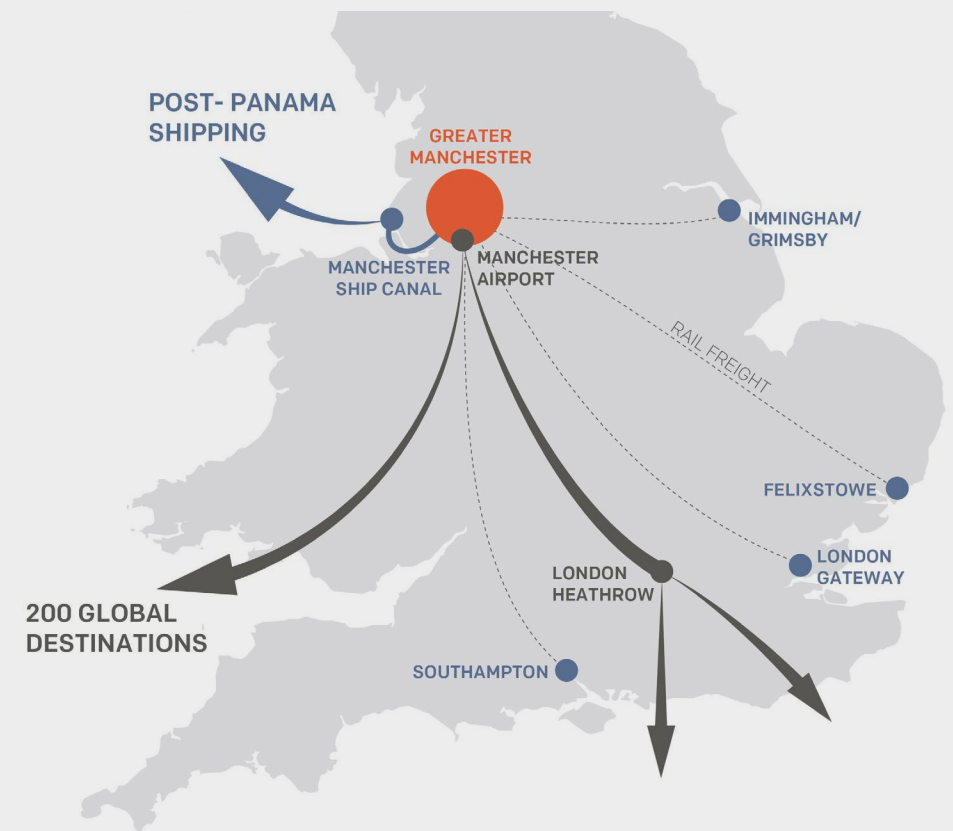 POST- PANAMA
SHIPPING
GREATER
MANCHESTER
IMMINGHAM/
GRIMSBY
MANCHESTER
SHIP CANAL
MANCHESTER
AIRPORT
RAIL FREIGHT
FELIXSTOWE
LONDON
GATEWAY
LONDON
HEATHROW
200 GLOBAL
DESTINATIONS
SOUTHAMPTON